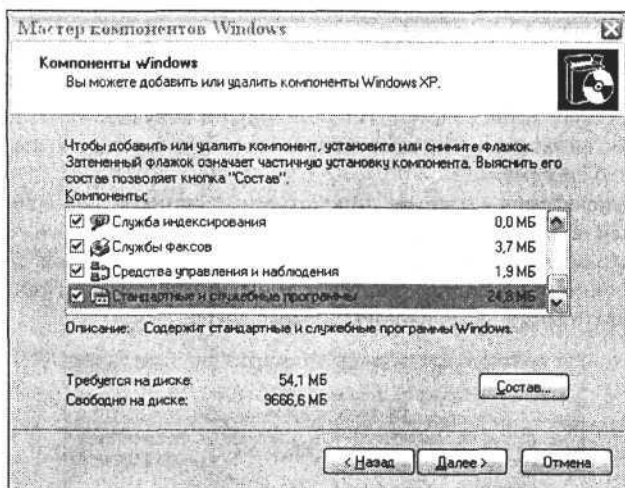 Мастер компонентов Windows
Компоненты Windows
Вы можете добавить или удалить компоненты Windows XP.
Чтобы добавить или удалить компонент, установите или снимите флажок.
Затененный флажок означает частичную установку компонента. Выяснить его
состав позволяет кнопка "Состав".
Компоненты:
Служба индексирования 0,0 МБ
Службы факсов 3,7 МБ
Средства управления и наблюдения 1,9 МБ
Стандартные и служебные программы 24,8 МБ
Описание: Содержит стандартные и служебные программы Windows.
Требуется на диске: 54,1 МБ
Свободно на диске: 9666,6 МБ
Состав...
< Назад Далее > Отмена